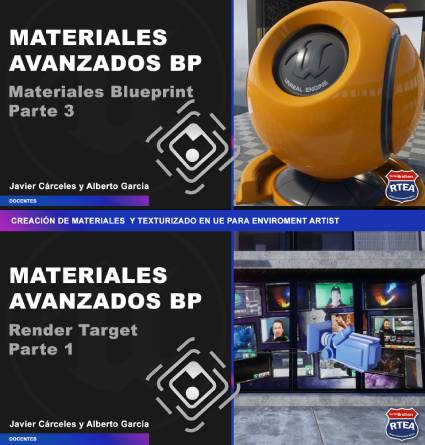 MATERIALES
AVANZADOS BP
Materiales Blueprint
Parte 3
Javier Cárceles y Alberto García
DOCENTES
UNREAL ENGINE
RTEA
CREACIÓN DE MATERIALES Y TEXTURIZADO EN UE PARA ENVIROMENT ARTIST
MATERIALES
AVANZADOS BP
Render Target
Parte 1
Javier Cárceles y Alberto García
DOCENTES
RTEA